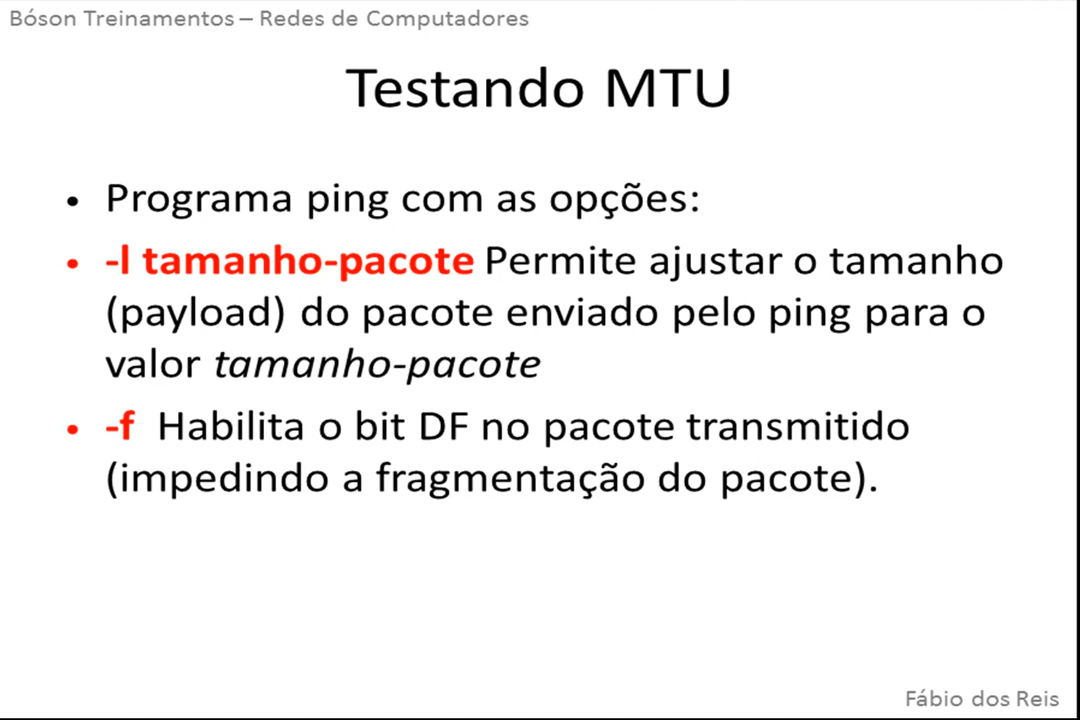 Bóson Treinamentos – Redes de Computadores
Testando MTU
• Programa ping com as opções:
• -l tamanho-pacote Permite ajustar o tamanho
(payload) do pacote enviado pelo ping para o
valor tamanho-pacote
• -f Habilita o bit DF no pacote transmitido
(impedindo a fragmentação do pacote).
Fábio dos Reis